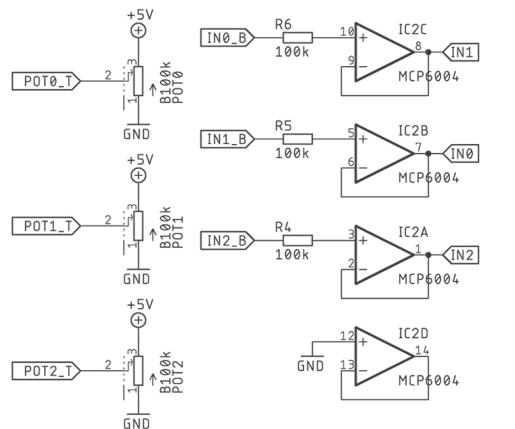 +5V
3
POT0_T
2
1
B100k
POT0
GND
+5V
3
POT1_T
2
1
B100k
POT1
GND
+5V
3
POT2_T
2
1
B100k
POT2
GND
IN0_B
R6
100k
10
9
+
-
IC2C
8
IN1
MCP6004
IN1_B
R5
100k
5
6
+
-
IC2B
7
IN0
MCP6004
IN2_B
R4
100k
3
2
+
-
IC2A
1
IN2
MCP6004
GND
12
13
+
-
IC2D
14
MCP6004